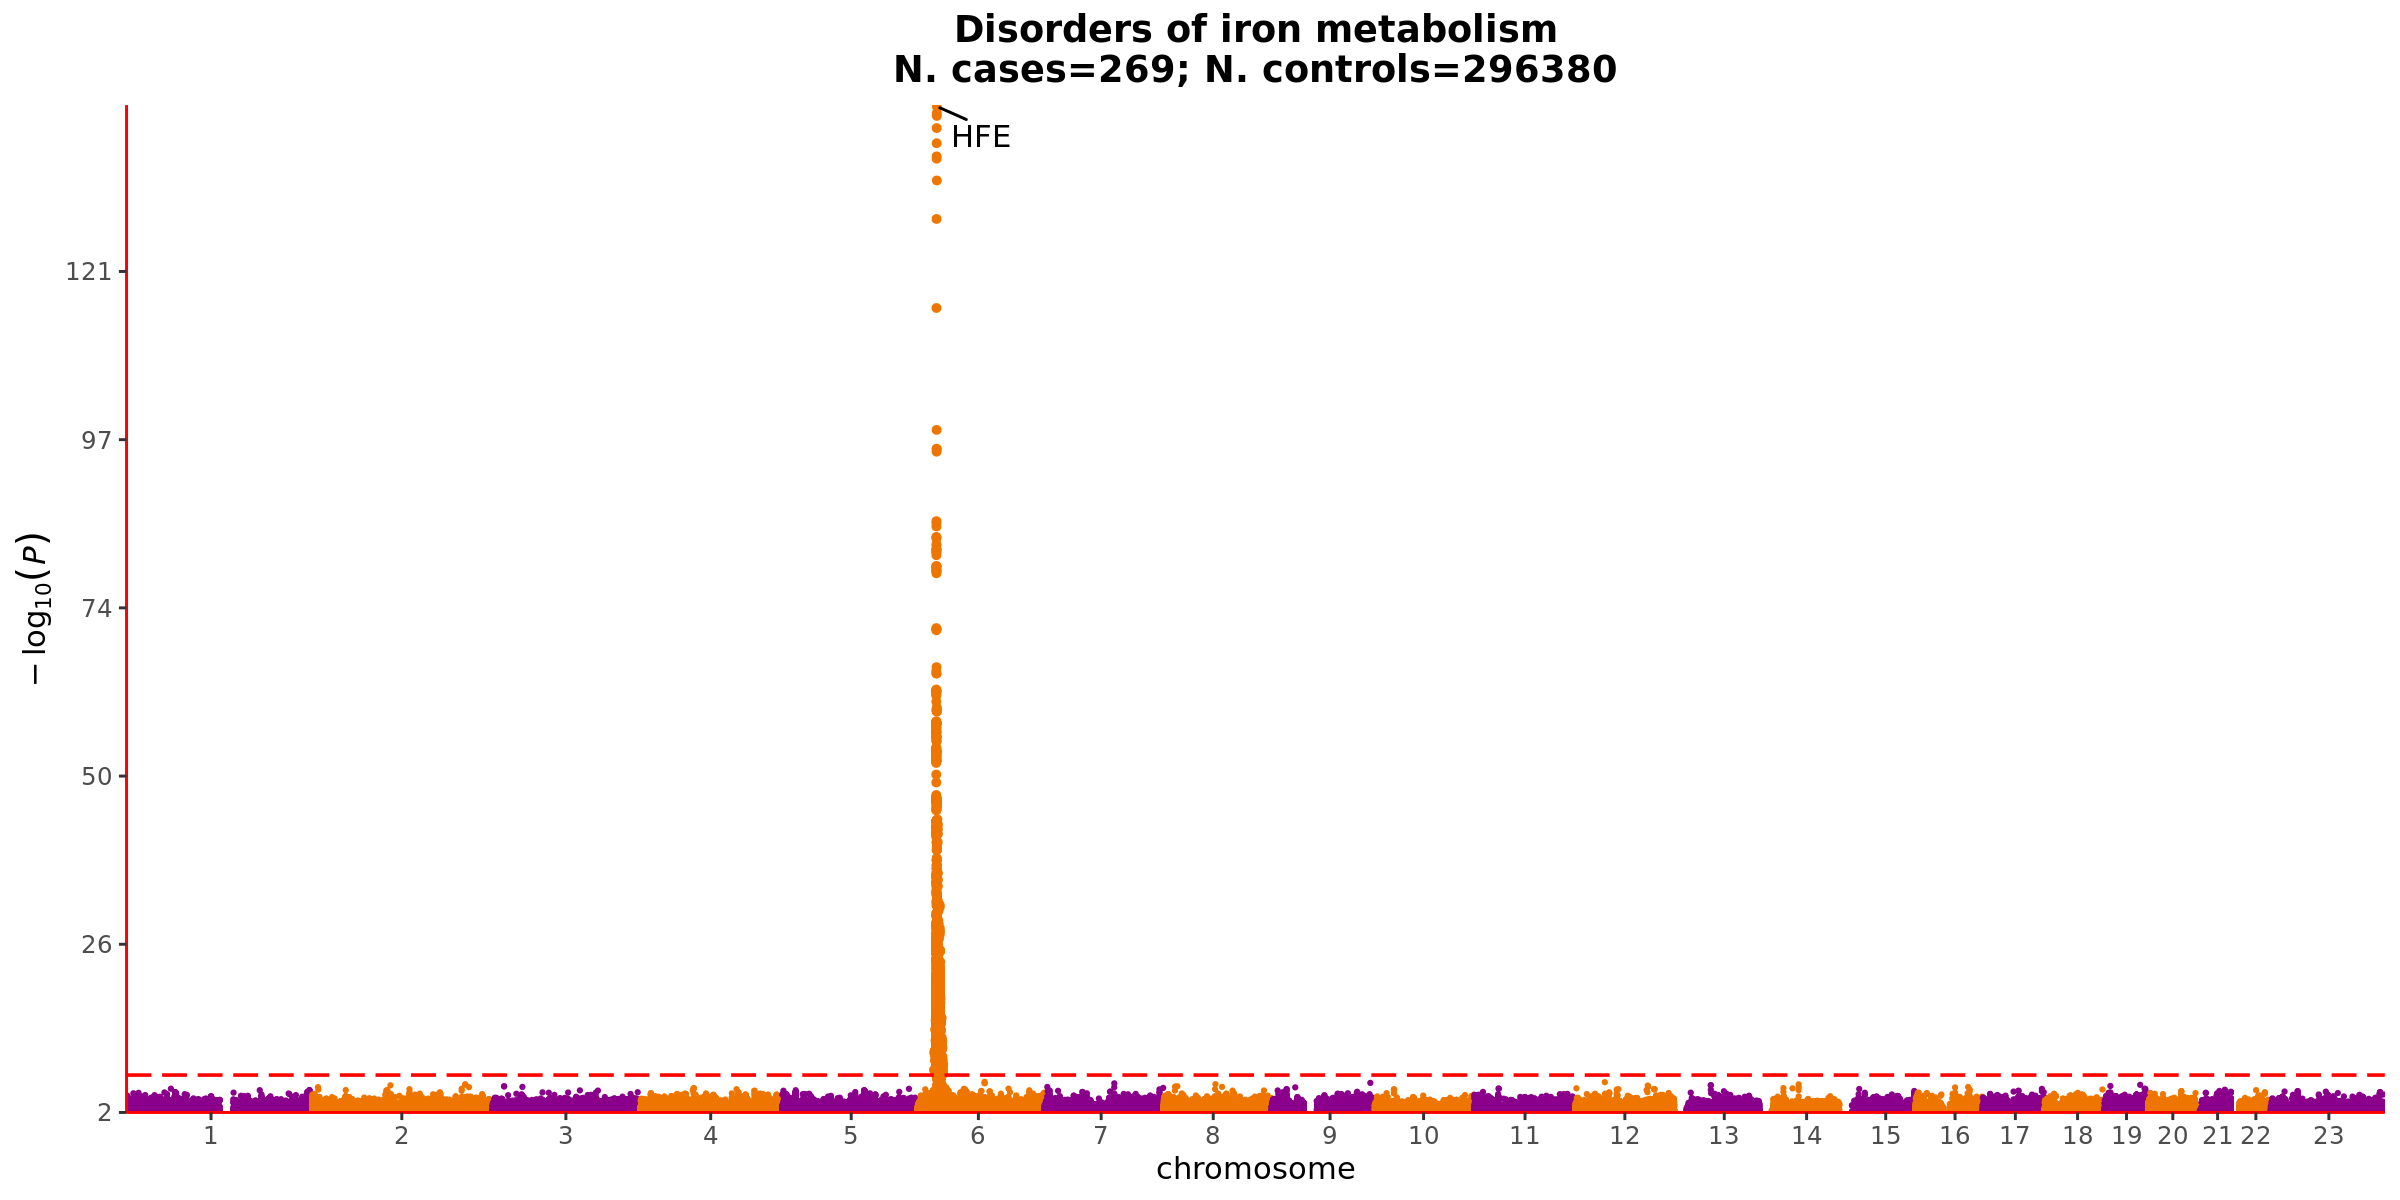 Disorders of iron metabolism
N. cases=269; N. controls=296380
HFE
121
97
74
50
26
2
−log10(P)
1 2 3 4 5 6 7 8 9 10 11 12 13 14 15 16 17 18 19 20 21 22 23
chromosome